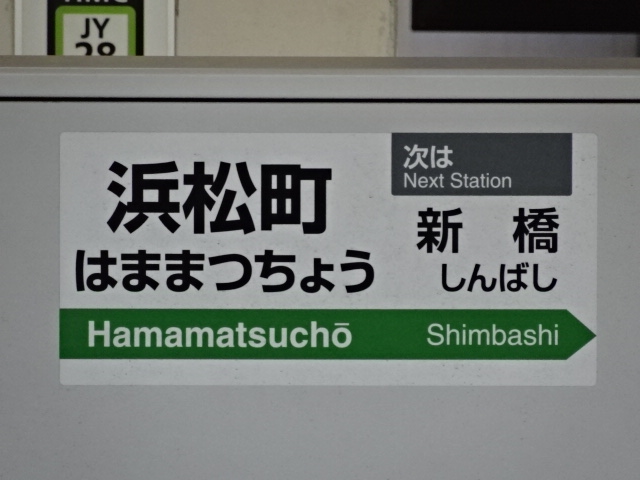 JY
28
浜松町
はままつちょう
Hamamatsuchō
次は
Next Station
新橋
しんばし
Shimbashi